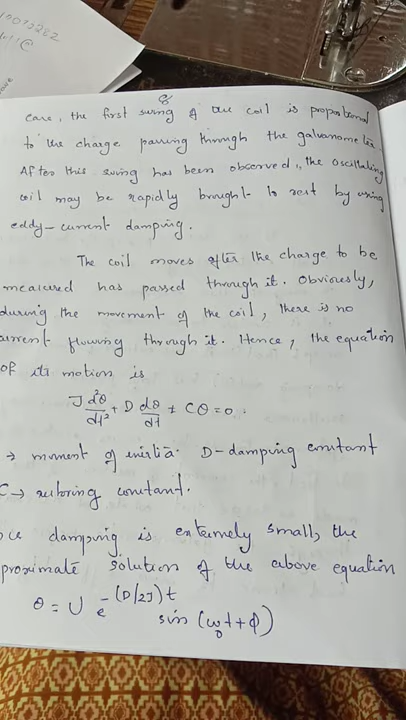 8
case, the first swing of the coil is proportional
to the charge passing through the galvanometer.
After this swing has been observed, the oscillating
coil may be rapidly brought to rest by using
eddy-current damping.
The coil moves after the charge to be
measured has passed through it. Obviously,
during the movement of the coil, there is no
current flowing through it. Hence, the equation
of its motion is
J d²θ/dt² + D dθ/dt + Cθ = 0.
→ moment of inertia. D-damping constant
C → restoring constant.
damping is extremely small, the
proximate solution of the above equation
θ = U e^-(D/2J)t sin (ω₀t+φ)